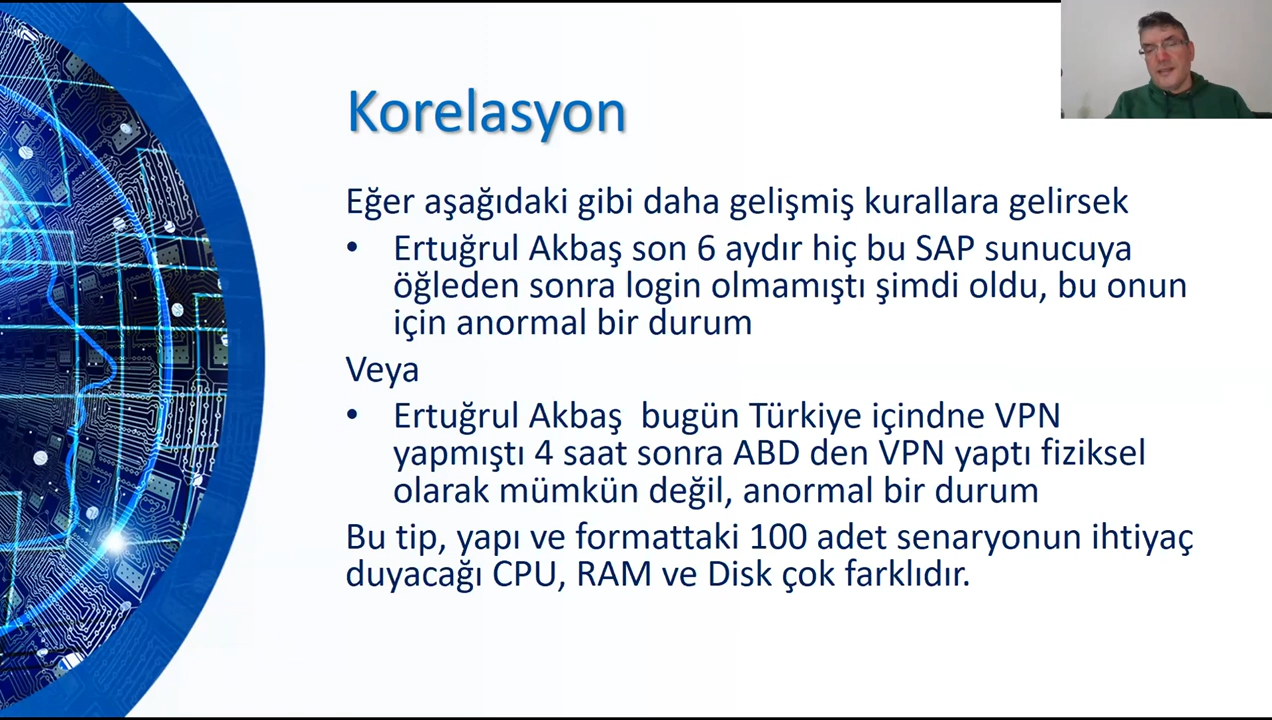 Korelasyon
Eğer aşağıdaki gibi daha gelişmiş kurallara gelirsek
• Ertuğrul Akbaş son 6 aydır hiç bu SAP sunucuya
öğleden sonra login olmamıştı şimdi oldu, bu onun
için anormal bir durum
Veya
• Ertuğrul Akbaş bugün Türkiye içindne VPN
yapmıştı 4 saat sonra ABD den VPN yaptı fiziksel
olarak mümkün değil, anormal bir durum
Bu tip, yapı ve formattaki 100 adet senaryonun ihtiyaç
duyacağı CPU, RAM ve Disk çok farklıdır.